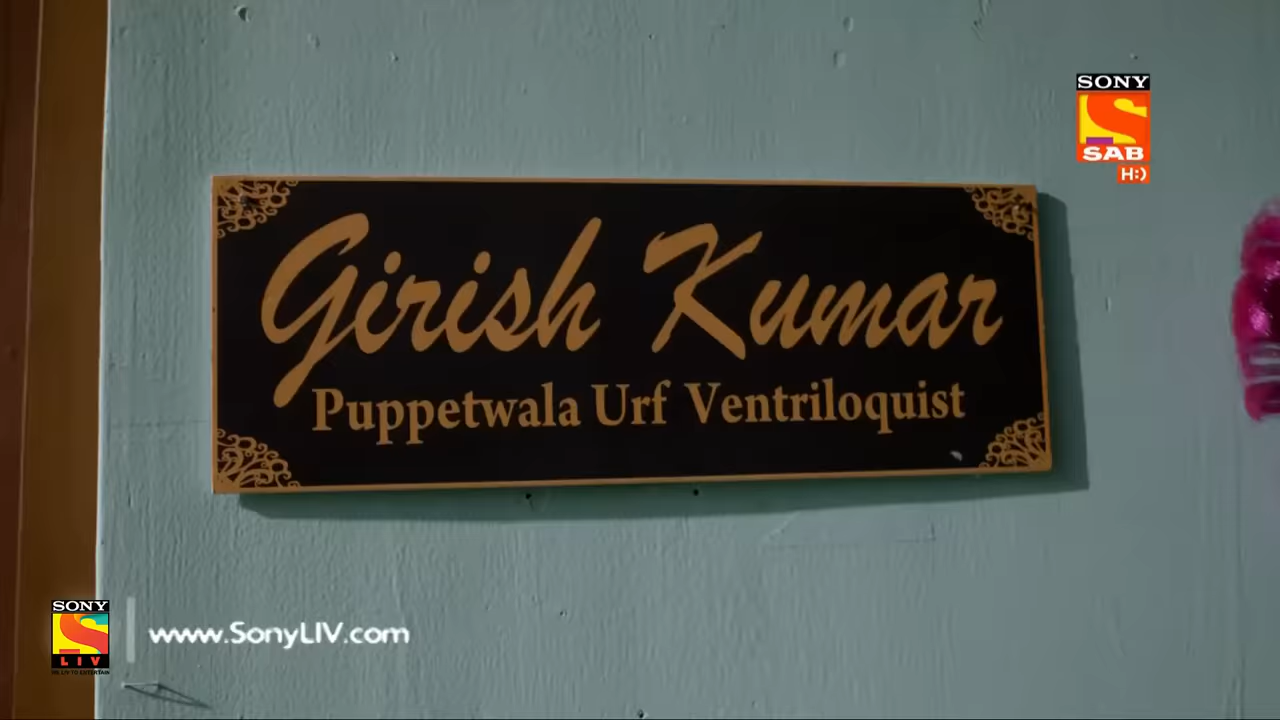 SONY
SAB
H:)
Girish Kumar
Puppetwala Urf Ventriloquist
SONY
LIV
www.SonyLIV.com